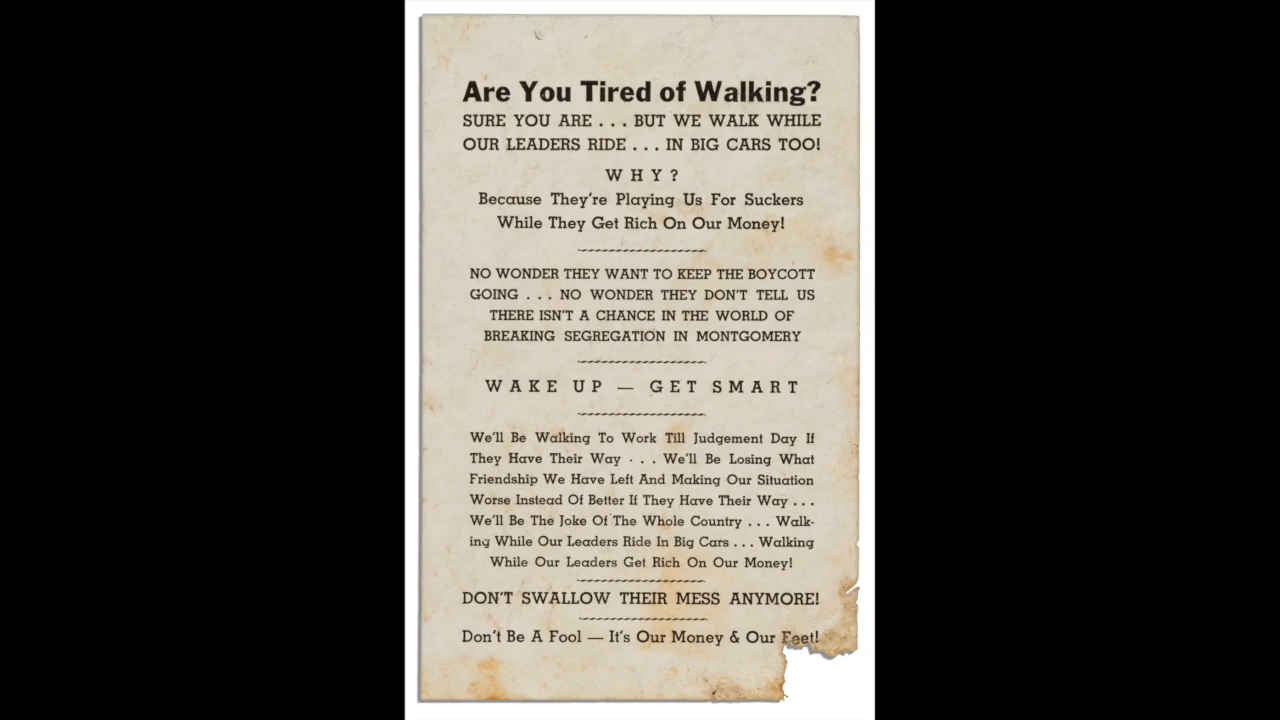 Are You Tired of Walking?
SURE YOU ARE . . . BUT WE WALK WHILE
OUR LEADERS RIDE . . . IN BIG CARS TOO!
W H Y ?
Because They're Playing Us For Suckers
While They Get Rich On Our Money!
NO WONDER THEY WANT TO KEEP THE BOYCOTT
GOING . . . NO WONDER THEY DON'T TELL US
THERE ISN'T A CHANCE IN THE WORLD OF
BREAKING SEGREGATION IN MONTGOMERY
WAKE UP — GET SMART
We'll Be Walking To Work Till Judgement Day If
They Have Their Way . . . We'll Be Losing What
Friendship We Have Left And Making Our Situation
Worse Instead Of Better If They Have Their Way . . .
We'll Be The Joke Of The Whole Country . . . Walk-
ing While Our Leaders Ride In Big Cars . . . Walking
While Our Leaders Get Rich On Our Money!
DON'T SWALLOW THEIR MESS ANYMORE!
Don't Be A Fool — It's Our Money & Our Feet!